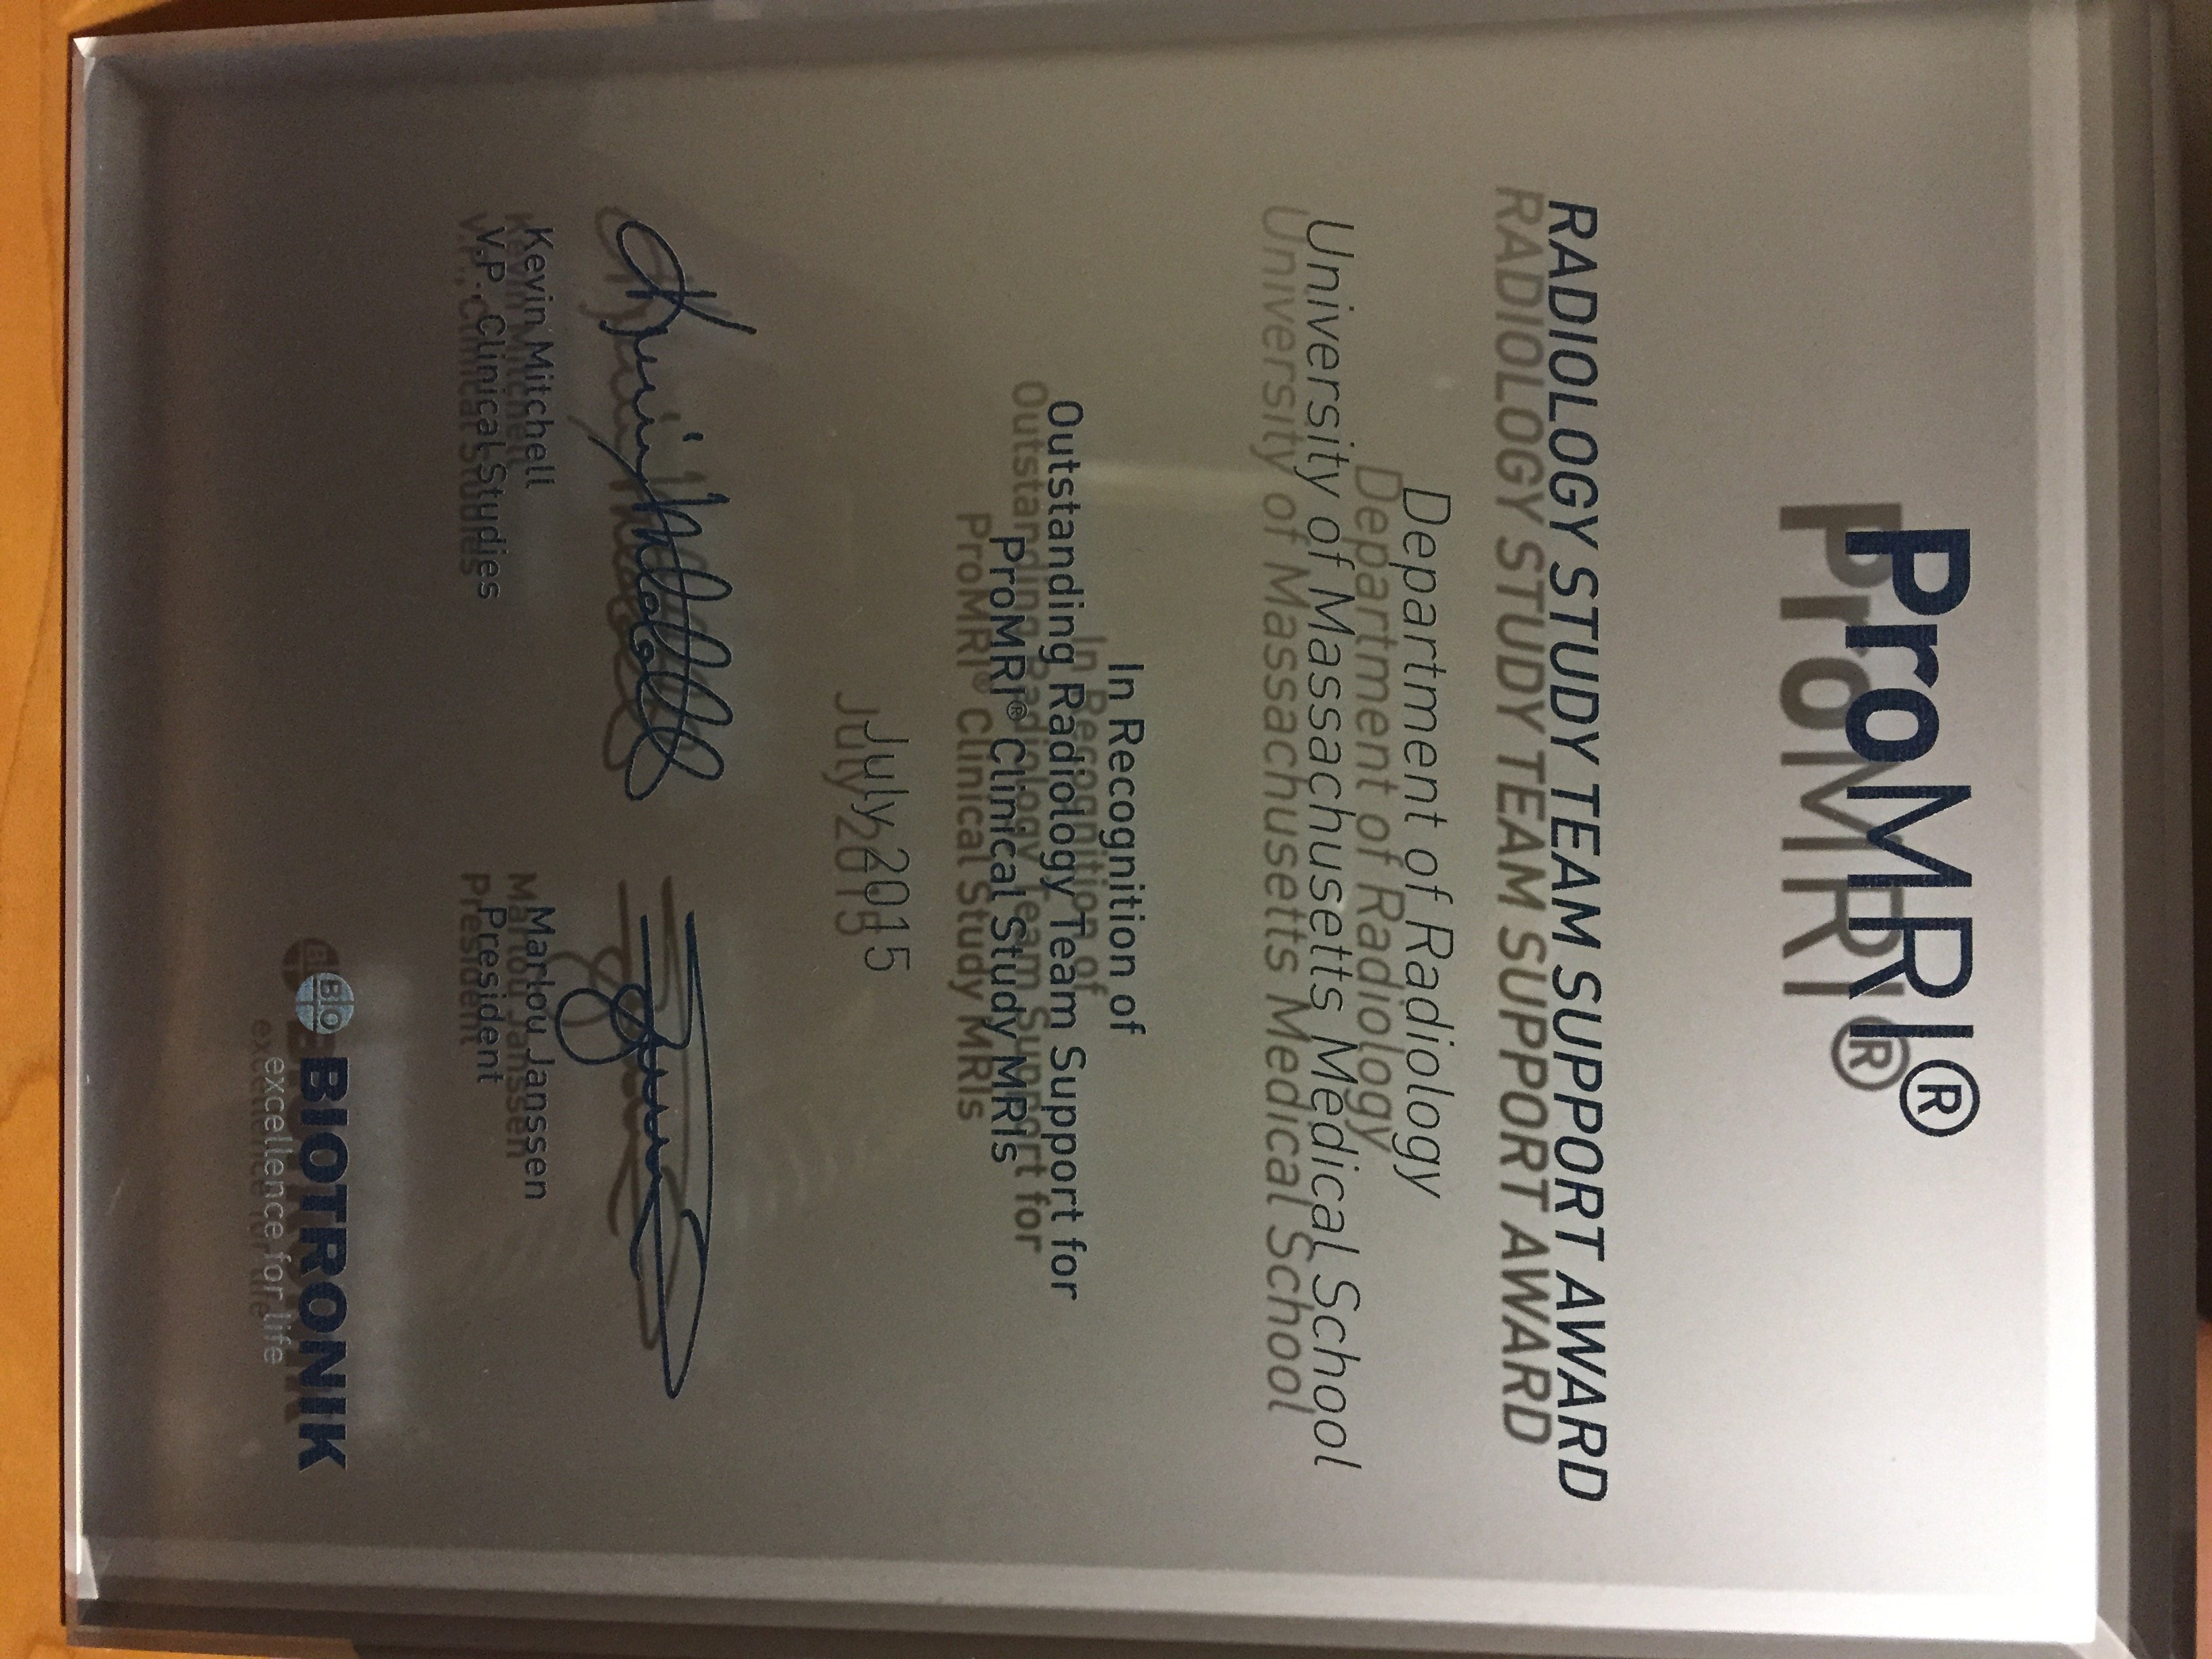 ProMRI®
RADIOLOGY STUDY TEAM SUPPORT AWARD
Department of Radiology
University of Massachusetts Medical School
In Recognition of
Outstanding Radiology Team Support for
ProMRI® Clinical Study MRIs
July 2015
Kevin Mitchell
V.P., Clinical Studies
Marlou Janssen
President
BIO BIOTRONIK
excellence for life